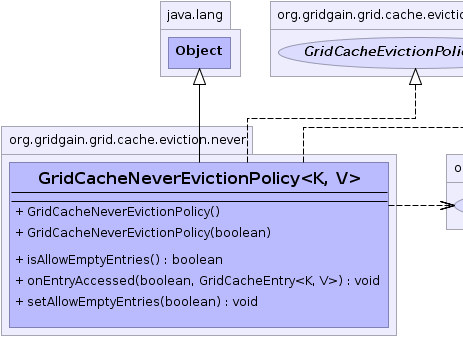 java.lang
org.gridgain.grid.cache.evictio
Object
GridCacheEvictionPolic
org.gridgain.grid.cache.eviction.never
GridCacheNeverEvictionPolicy<K, V>
o
+ GridCacheNeverEvictionPolicy()
+ GridCacheNeverEvictionPolicy(boolean)
+ isAllowEmptyEntries() : boolean
+ onEntryAccessed(boolean, GridCacheEntry<K, V>) : void
+ setAllowEmptyEntries(boolean) : void